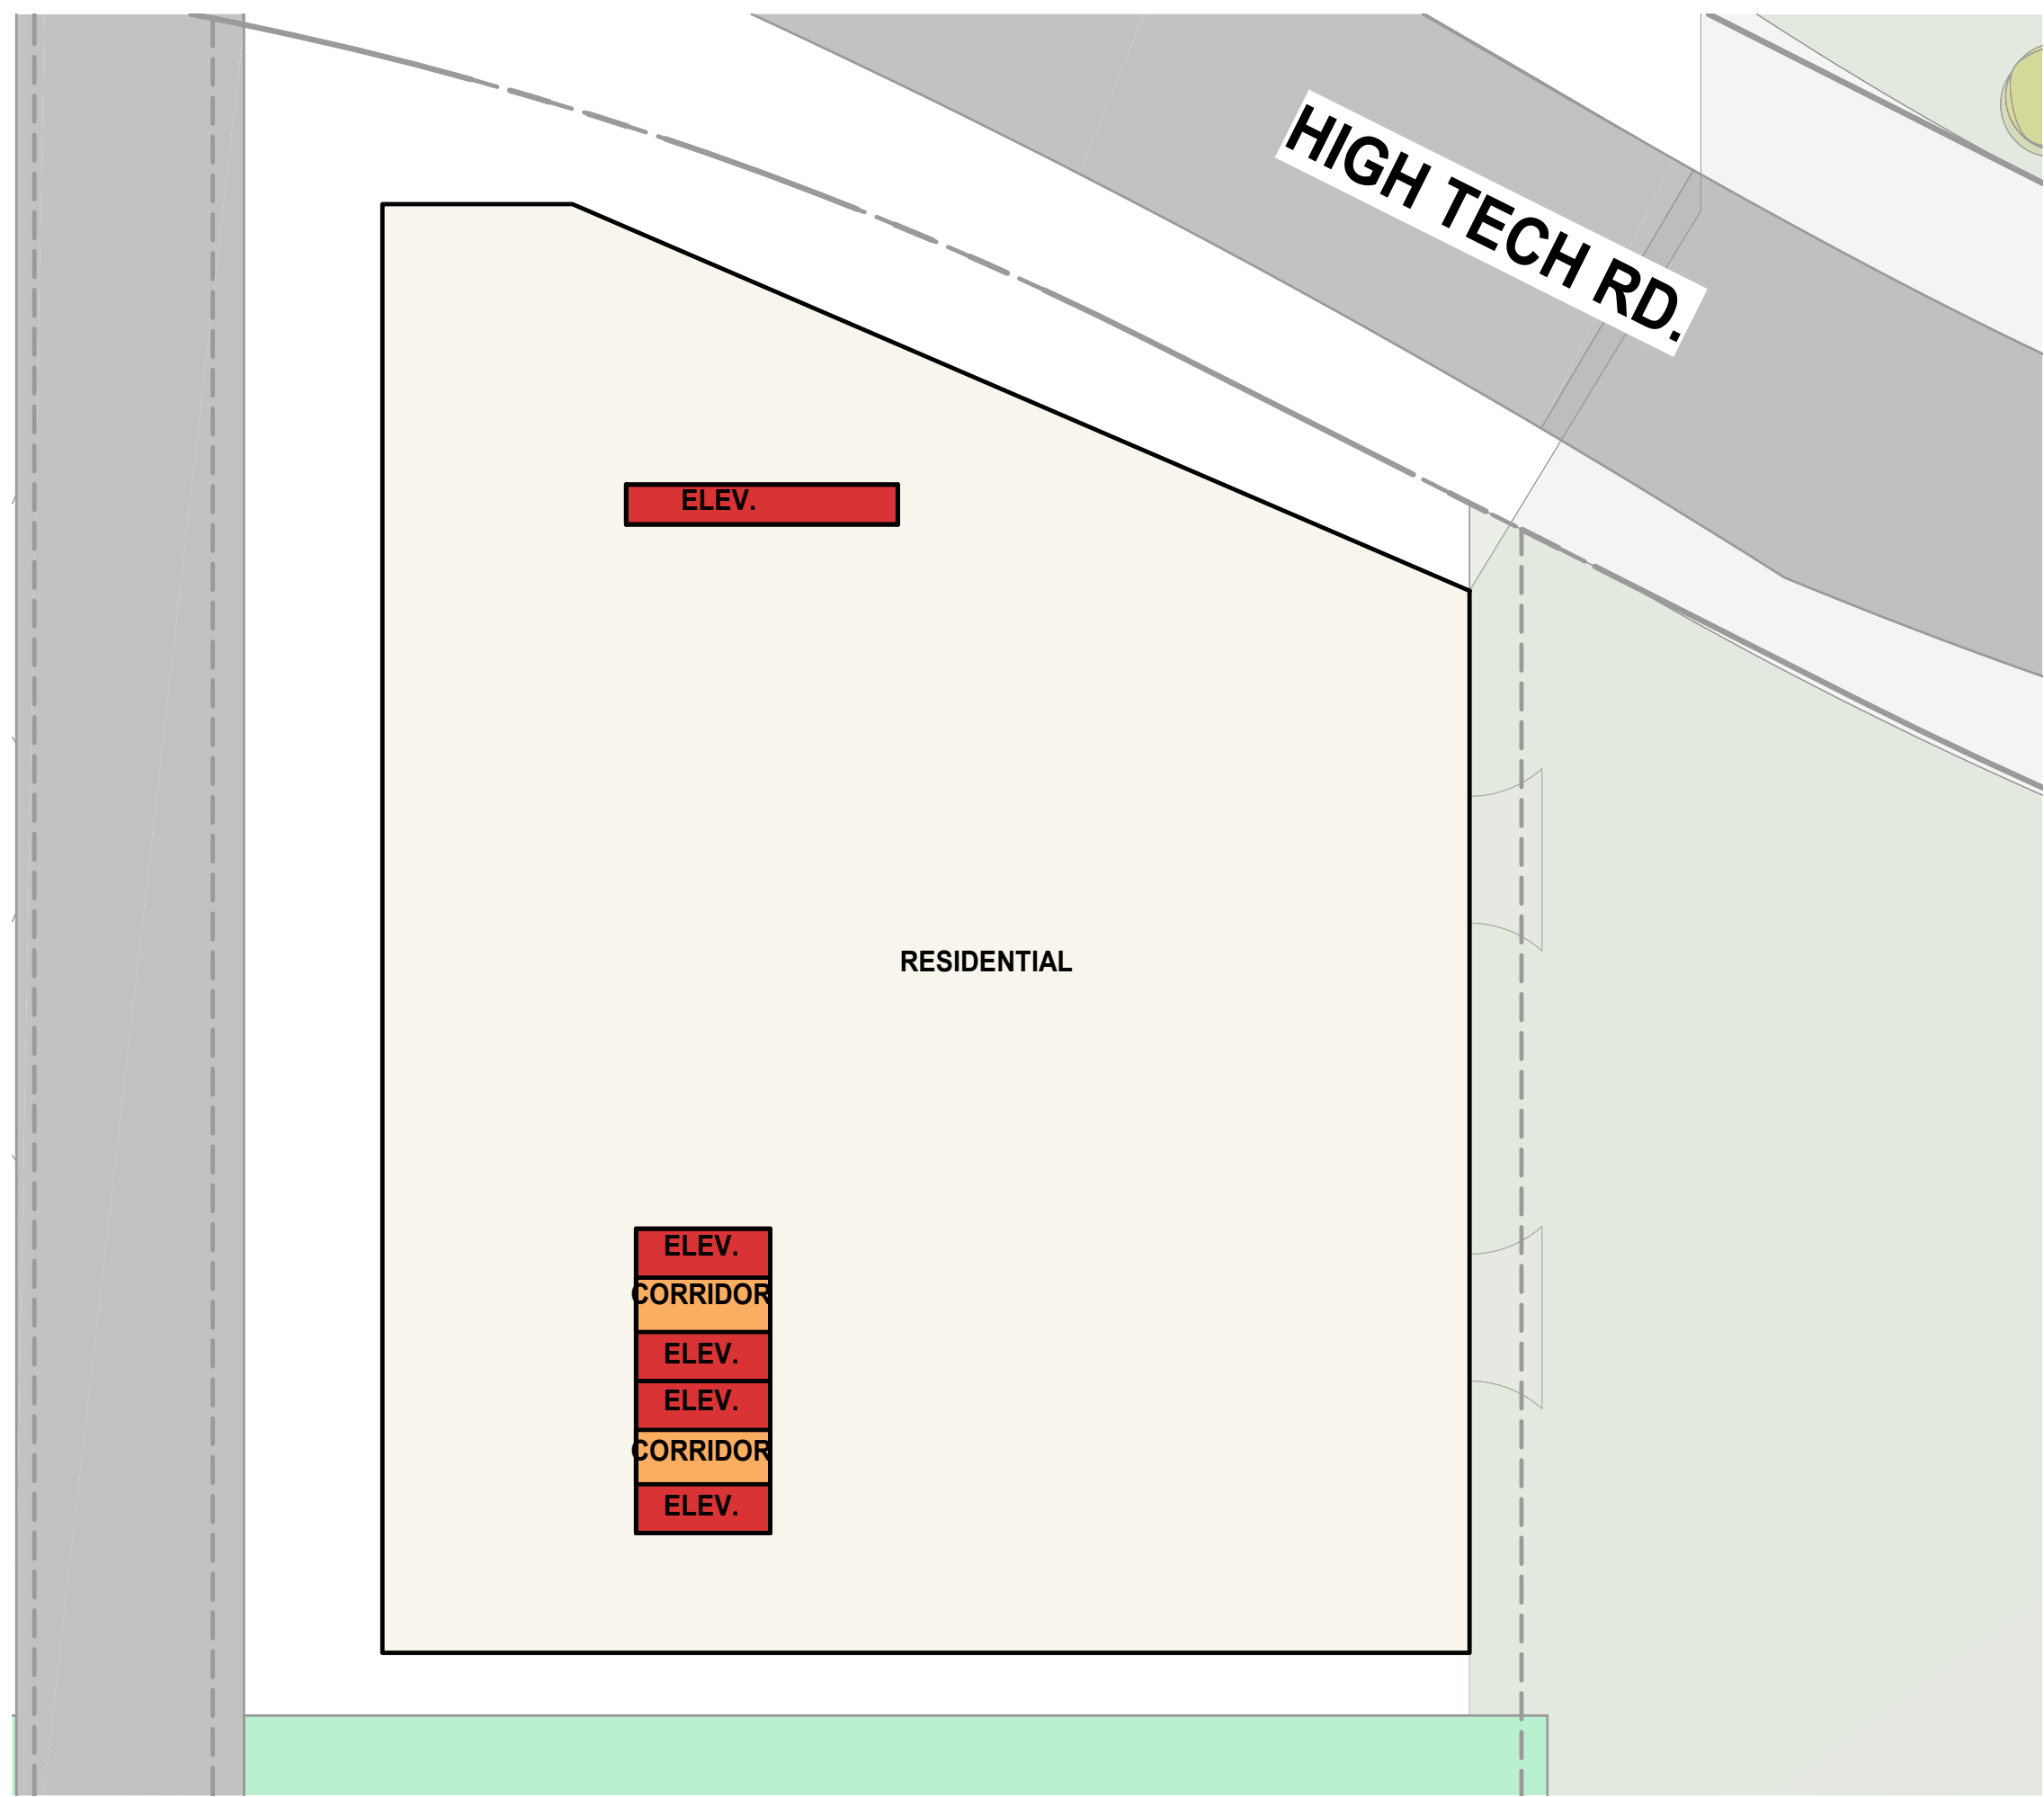 HIGH TECH RD.
ELEV.
RESIDENTIAL
ELEV.
CORRIDOR
ELEV.
ELEV.
CORRIDOR
ELEV.